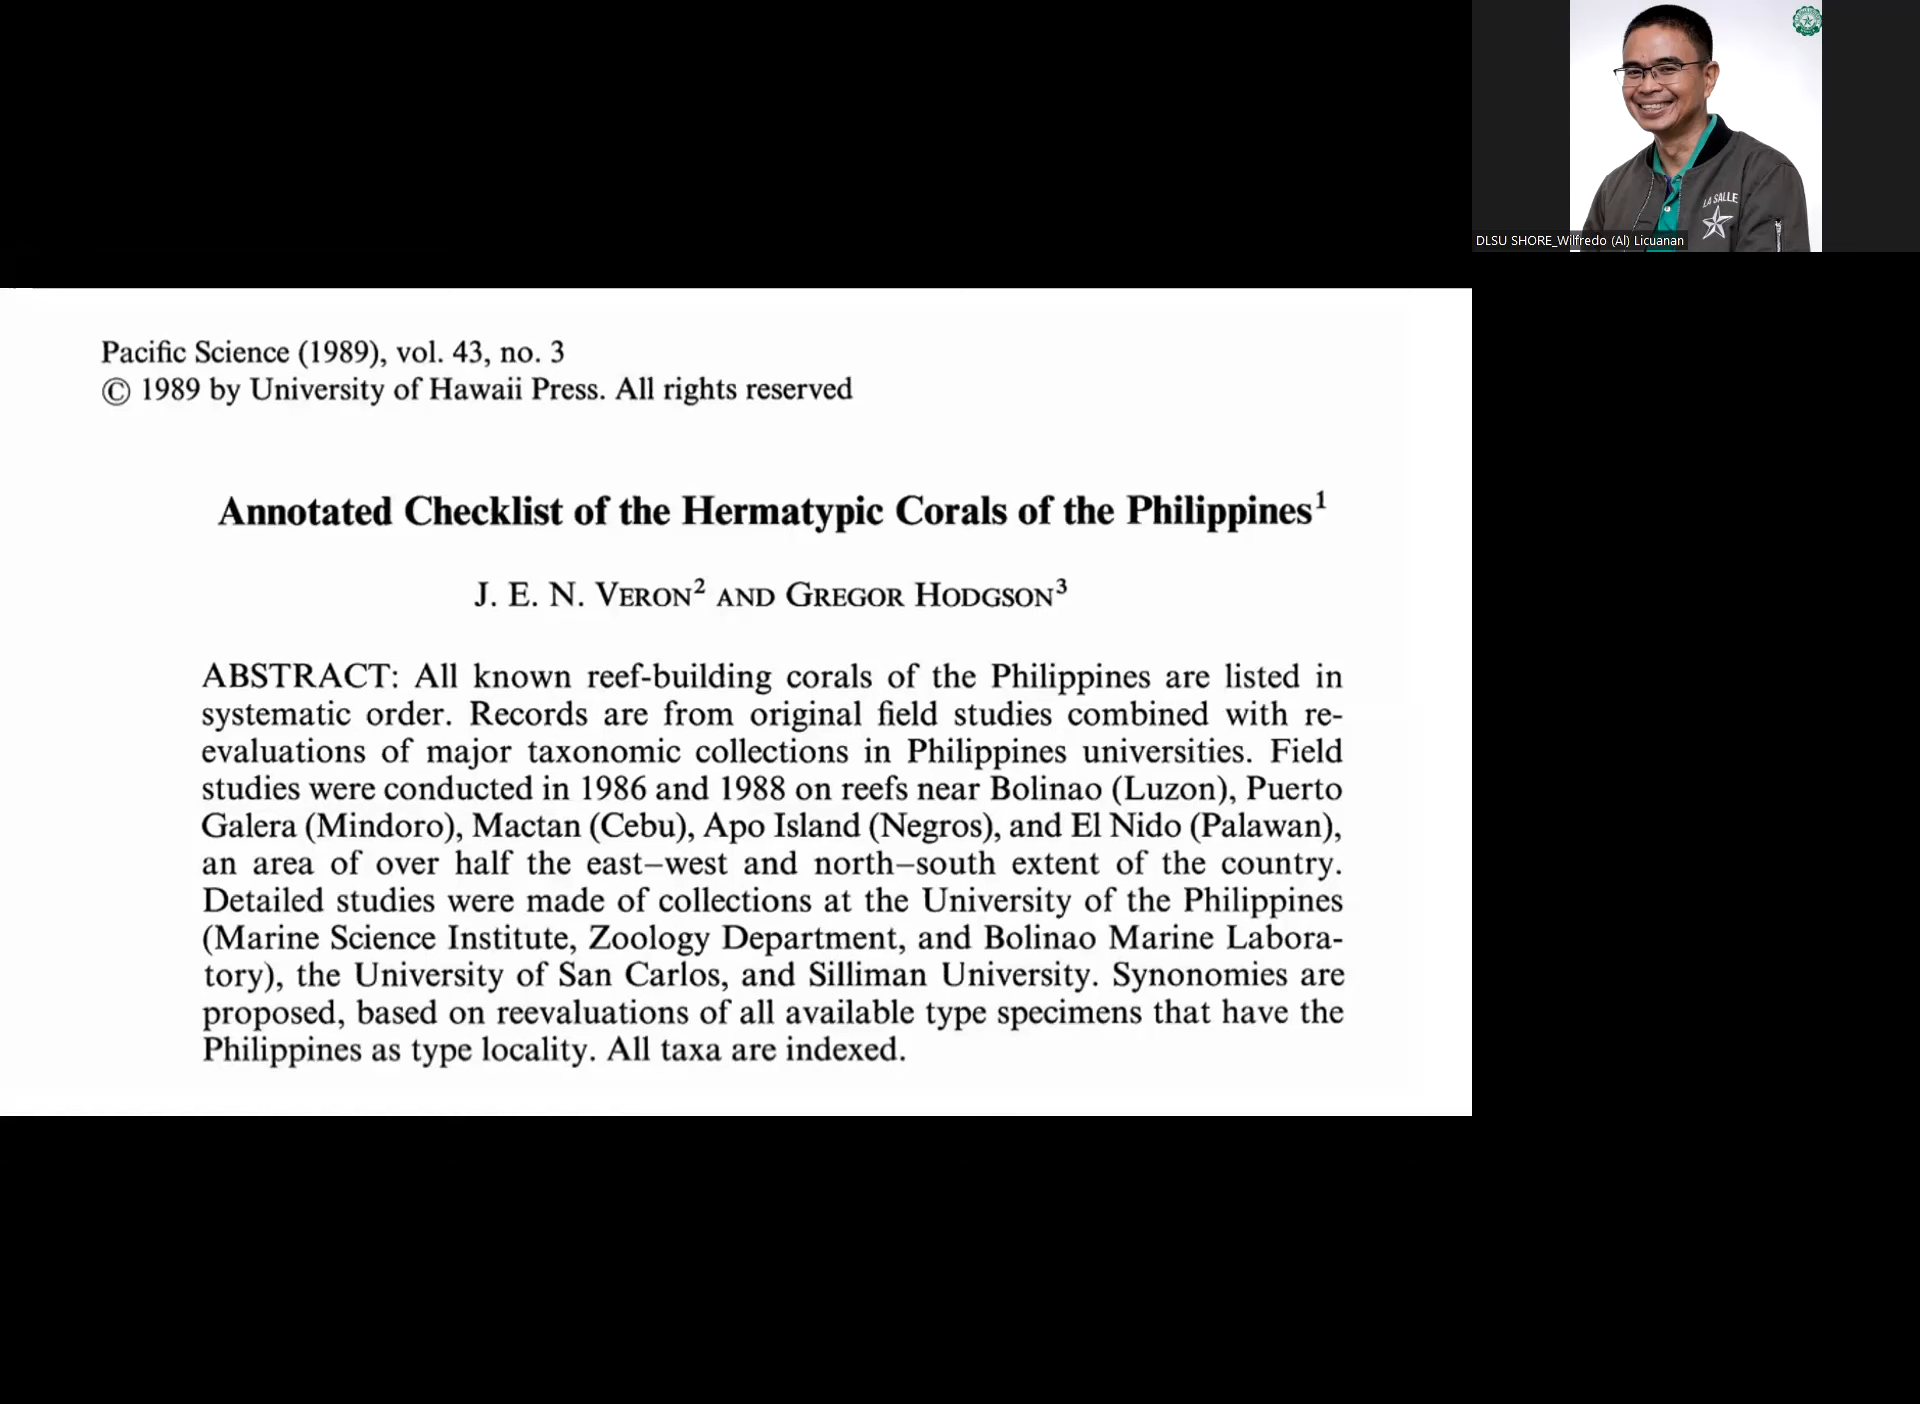 Pacific Science (1989), vol. 43, no. 3
© 1989 by University of Hawaii Press. All rights reserved
Annotated Checklist of the Hermatypic Corals of the Philippines¹
J. E. N. VERON² AND GREGOR HODGSON³
ABSTRACT: All known reef-building corals of the Philippines are listed in
systematic order. Records are from original field studies combined with re-
evaluations of major taxonomic collections in Philippines universities. Field
studies were conducted in 1986 and 1988 on reefs near Bolinao (Luzon), Puerto
Galera (Mindoro), Mactan (Cebu), Apo Island (Negros), and El Nido (Palawan),
an area of over half the east–west and north–south extent of the country.
Detailed studies were made of collections at the University of the Philippines
(Marine Science Institute, Zoology Department, and Bolinao Marine Labora-
tory), the University of San Carlos, and Silliman University. Synonomies are
proposed, based on reevaluations of all available type specimens that have the
Philippines as type locality. All taxa are indexed.
LA SALLE
DLSU SHORE_Wilfredo (Al) Licuanan